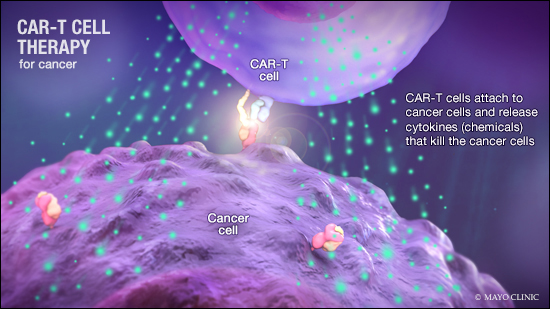 CAR-T CELL
THERAPY
for cancer
CAR-T
cell
CAR-T cells attach to
cancer cells and release
cytokines (chemicals)
that kill the cancer cells
Cancer
cell
© MAYO CLINIC